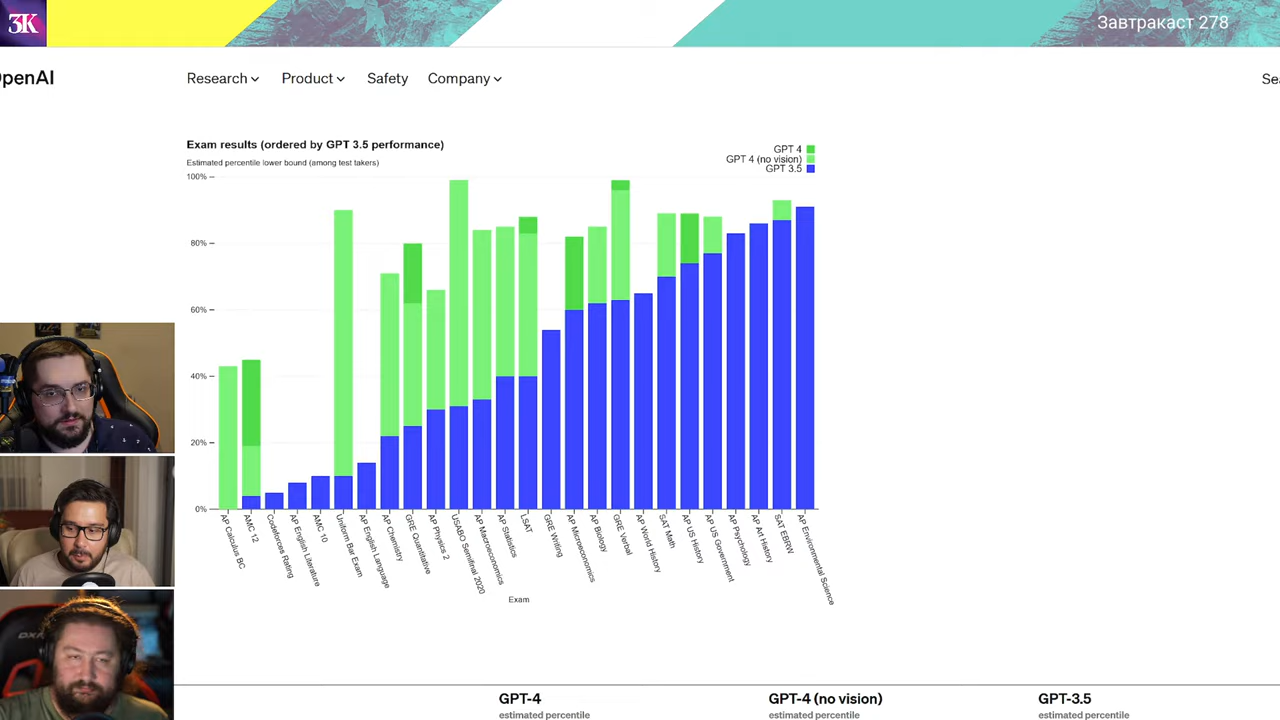 ЗК
Завтракаст 278
OpenAI
Research
Product
Safety
Company
Sea
Exam results (ordered by GPT 3.5 performance)
Estimated percentile lower bound (among test takers)
GPT 4
GPT 4 (no vision)
GPT 3.5
100%
80%
60%
40%
20%
0%
AP Calculus BC
AMC 12
Codeforces Rating
AP English Literature
AMC 10
Uniform Bar Exam
AP English Language
AP Chemistry
GRE Quantitative
AP Physics 2
USABO Semifinal 2020
AP Macroeconomics
AP Statistics
LSAT
GRE Writing
AP Microeconomics
AP Biology
GRE Verbal
AP World History
SAT Math
AP US History
AP US Government
AP Psychology
AP Art History
SAT EBRW
AP Environmental Science
Exam
GPT-4
GPT-4 (no vision)
GPT-3.5
estimated percentile
estimated percentile
estimated percentile